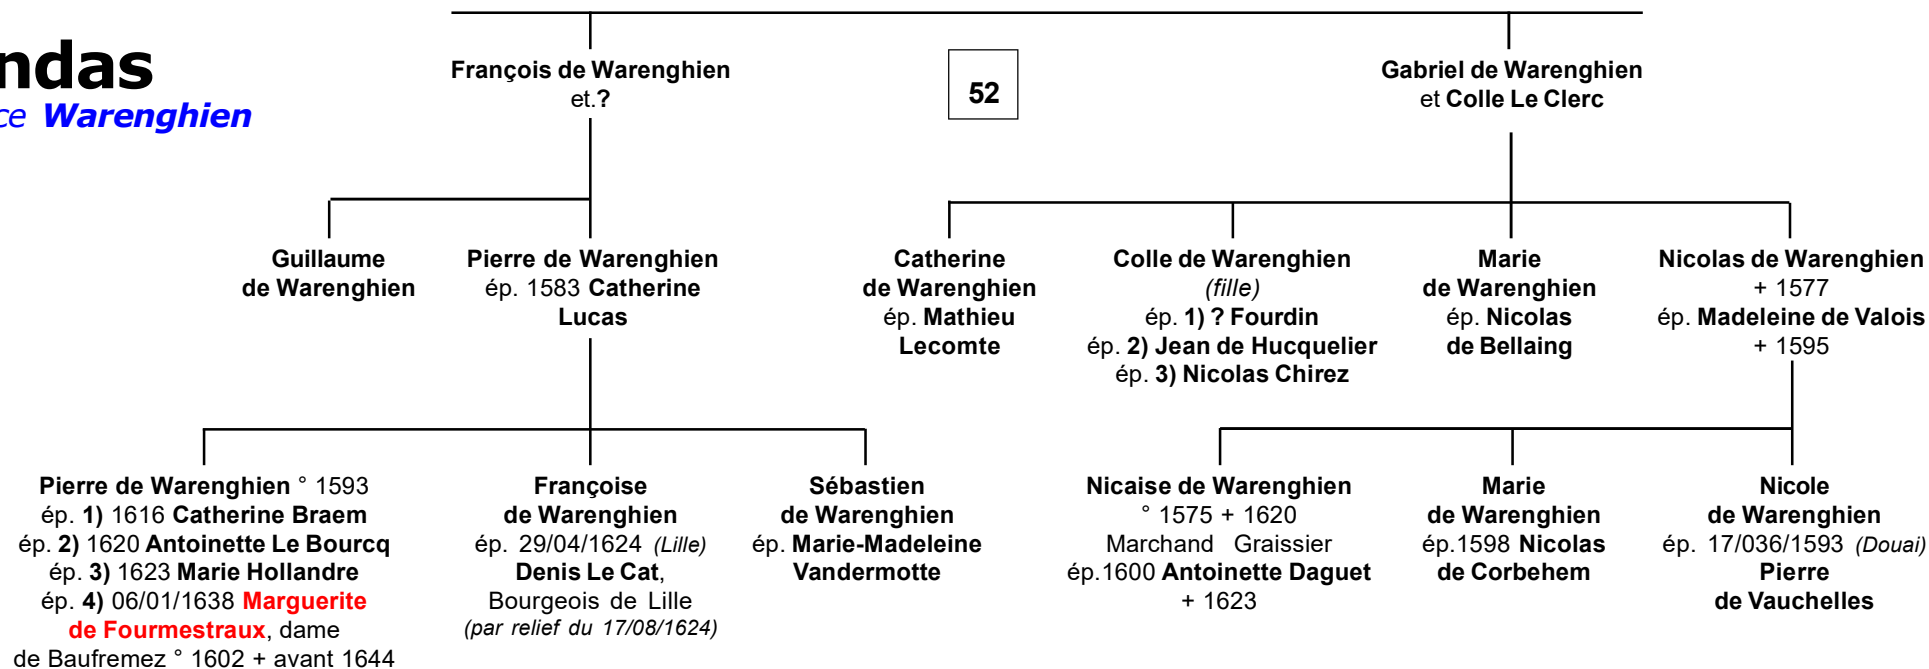 ndas
ce Warenghien
François de Warenghien
et.?
52
Gabriel de Warenghien
et Colle Le Clerc
Guillaume
de Warenghien
Pierre de Warenghien
ép. 1583 Catherine
Lucas
Catherine
de Warenghien
ép. Mathieu
Lecomte
Colle de Warenghien
(fille)
ép. 1) ? Fourdin
ép. 2) Jean de Hucquelier
ép. 3) Nicolas Chirez
Marie
de Warenghien
ép. Nicolas
de Bellaing
Nicolas de Warenghien
+ 1577
ép. Madeleine de Valois
+ 1595
Pierre de Warenghien ° 1593
ép. 1) 1616 Catherine Braem
ép. 2) 1620 Antoinette Le Bourcq
ép. 3) 1623 Marie Hollandre
ép. 4) 06/01/1638 Marguerite
de Fourmestraux, dame
de Baufremez ° 1602 + avant 1644
Françoise
de Warenghien
ép. 29/04/1624 (Lille)
Denis Le Cat,
Bourgeois de Lille
(par relief du 17/08/1624)
Sébastien
de Warenghien
ép. Marie-Madeleine
Vandermotte
Nicaise de Warenghien
° 1575 + 1620
Marchand Graissier
ép.1600 Antoinette Daguet
+ 1623
Marie
de Warenghien
ép.1598 Nicolas
de Corbehem
Nicole
de Warenghien
ép. 17/036/1593 (Douai)
Pierre
de Vauchelles